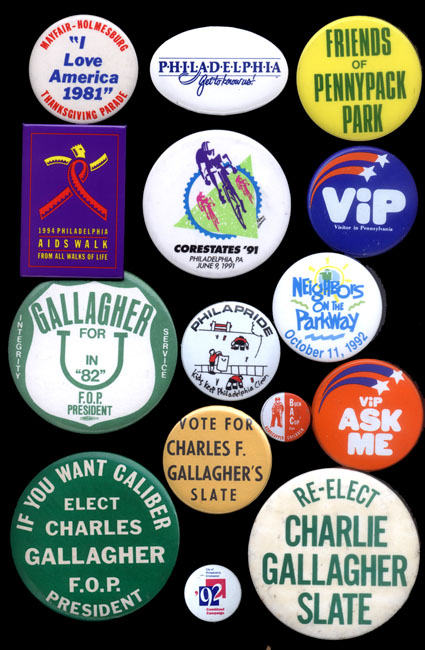 MAYFAIR-HOLMESBURG
"I
Love
America
1981"
THANKSGIVING PARADE
PHILADELPHIA
Get to know us!
FRIENDS
OF
PENNYPACK
PARK
1994 PHILADELPHIA
AIDS WALK
FROM ALL WALKS OF LIFE
CORESTATES '91
PHILADELPHIA, PA
JUNE 9, 1991
ViP
Visitor in Pennsylvania
GALLAGHER
FOR
IN
"82"
F.O.P.
PRESIDENT
INTEGRITY
SERVICE
PHILAPRIDE
Kids Keep Philadelphia Clean
NEIGHBORS
ON THE
PARKWAY
October 11, 1992
VOTE FOR
CHARLES F.
GALLAGHER'S
SLATE
BUCK
A
COP
ViP
ASK
ME
IF YOU WANT CALIBER
ELECT
CHARLES
GALLAGHER
F.O.P.
PRESIDENT
'92
Combined
Campaign
RE-ELECT
CHARLIE
GALLAGHER
SLATE